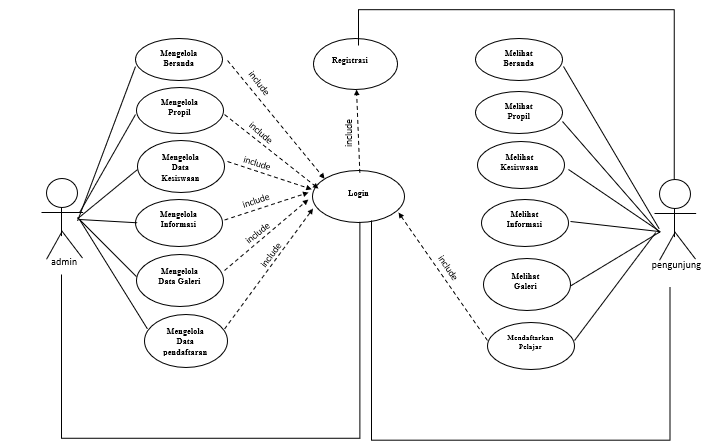 Mengelola
Beranda
include
Registrasi
Melihat
Beranda
Mengelola
Propil
include
include
Melihat
Propil
Mengelola
Data
Kesiswaan
include
Melihat
Kesiswaan
Login
Mengelola
Informasi
include
Melihat
Informasi
admin
include
include
include
pengunjung
Mengelola
Data Galeri
Melihat
Galeri
Mengelola
Data
pendaftaran
Mendaftarkan
Pelajar